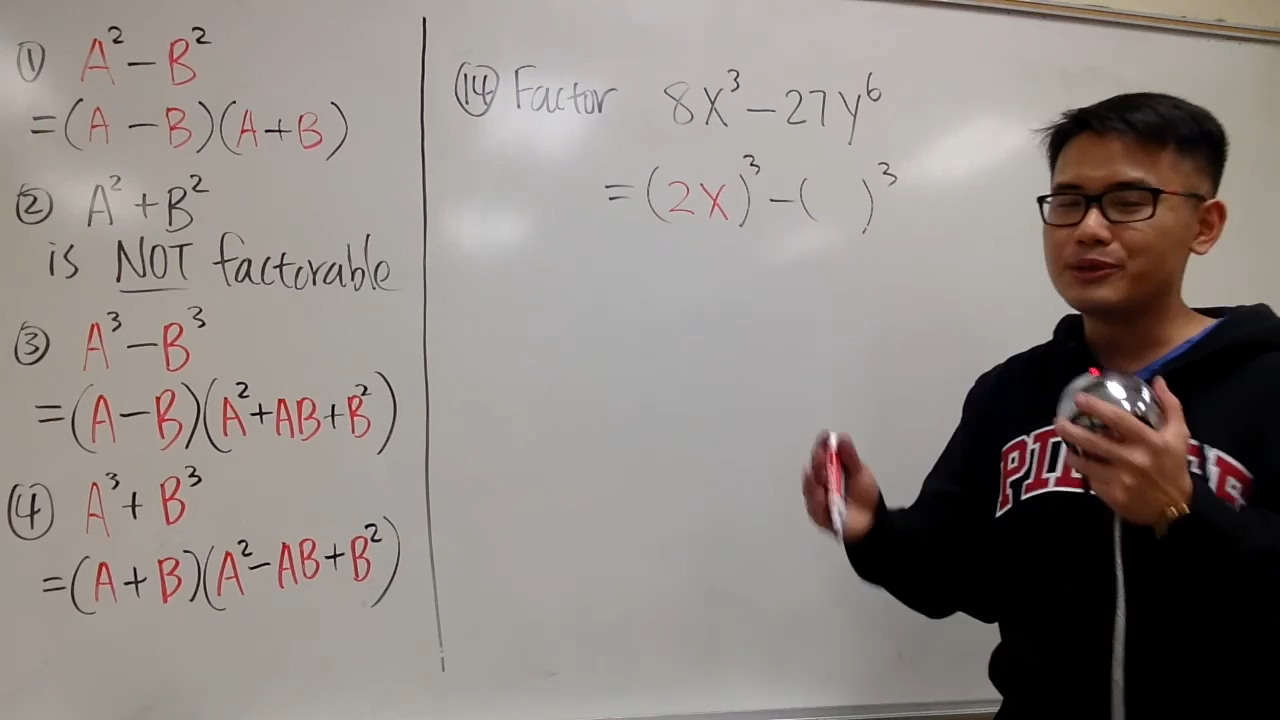 ① A² - B²
= (A - B)(A + B)
② A² + B²
is NOT factorable
③ A³ - B³
= (A - B)(A² + AB + B²)
④ A³ + B³
= (A + B)(A² - AB + B²)
⑭ Factor 8x³ - 27y⁶
= (2x)³ - ( )³